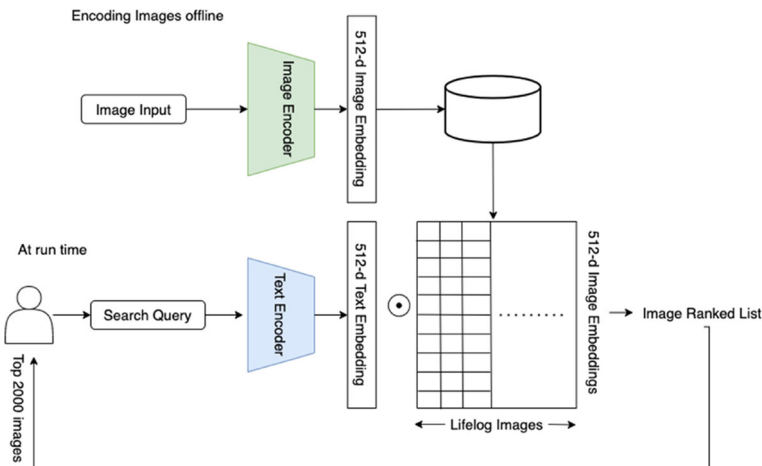 Encoding Images offline
Image Input
Image Encoder
512-d Image Embedding
At run time
Search Query
Text Encoder
512-d Text Embedding
512-d Image Embeddings
Image Ranked List
Lifelog Images
Top 2000 images